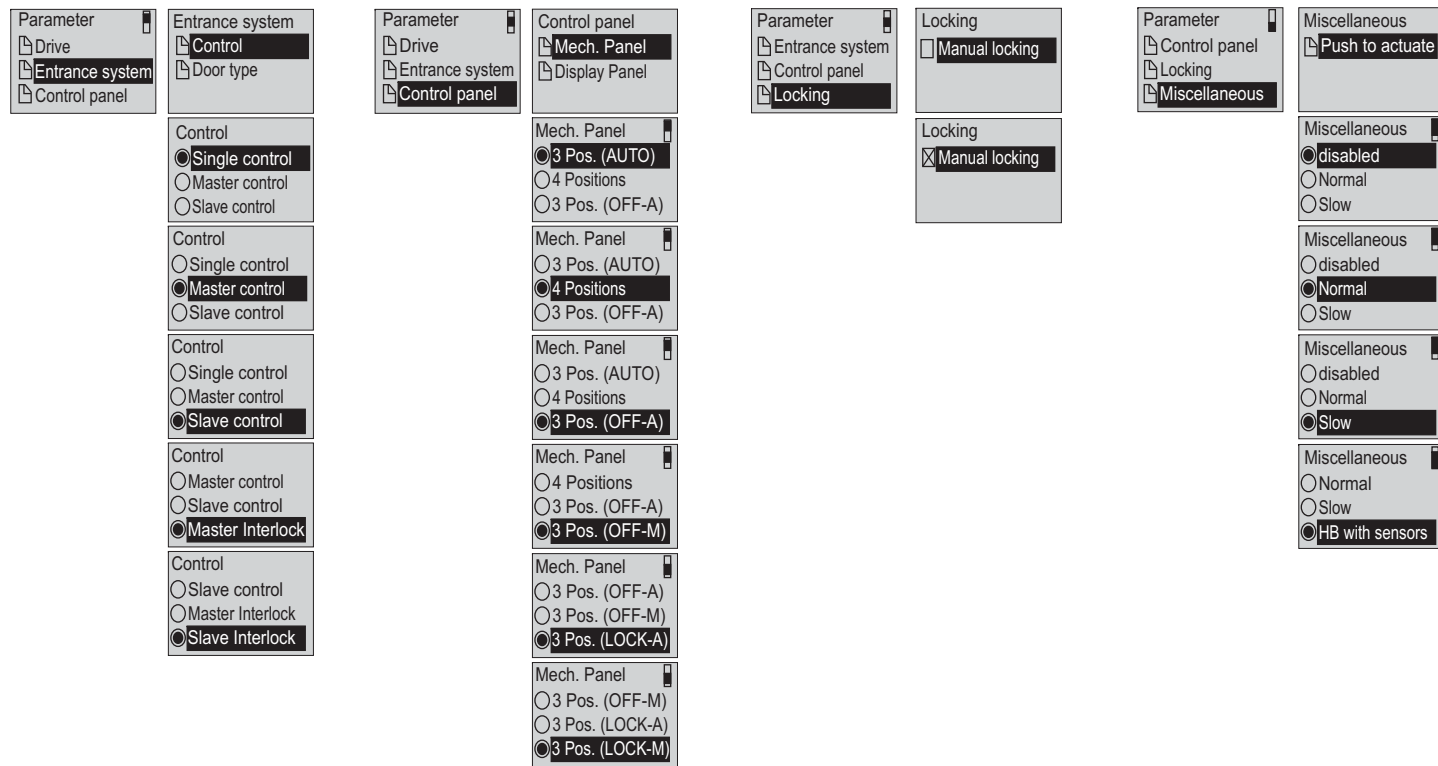 Parameter
Drive
Entrance system
Control panel
Entrance system
Control
Door type
Control
Single control
Master control
Slave control
Control
Single control
Master control
Slave control
Control
Single control
Master control
Slave control
Control
Master control
Slave control
Master Interlock
Control
Slave control
Master Interlock
Slave Interlock
Parameter
Drive
Entrance system
Control panel
Control panel
Mech. Panel
Display Panel
Mech. Panel
3 Pos. (AUTO)
4 Positions
3 Pos. (OFF-A)
Mech. Panel
3 Pos. (AUTO)
4 Positions
3 Pos. (OFF-A)
Mech. Panel
3 Pos. (AUTO)
4 Positions
3 Pos. (OFF-A)
Mech. Panel
4 Positions
3 Pos. (OFF-A)
3 Pos. (OFF-M)
Mech. Panel
3 Pos. (OFF-A)
3 Pos. (OFF-M)
3 Pos. (LOCK-A)
Mech. Panel
3 Pos. (OFF-M)
3 Pos. (LOCK-A)
3 Pos. (LOCK-M)
Parameter
Entrance system
Control panel
Locking
Locking
Manual locking
Locking
Manual locking
Parameter
Control panel
Locking
Miscellaneous
Miscellaneous
Push to actuate
Miscellaneous
disabled
Normal
Slow
Miscellaneous
disabled
Normal
Slow
Miscellaneous
disabled
Normal
Slow
Miscellaneous
Normal
Slow
HB with sensors